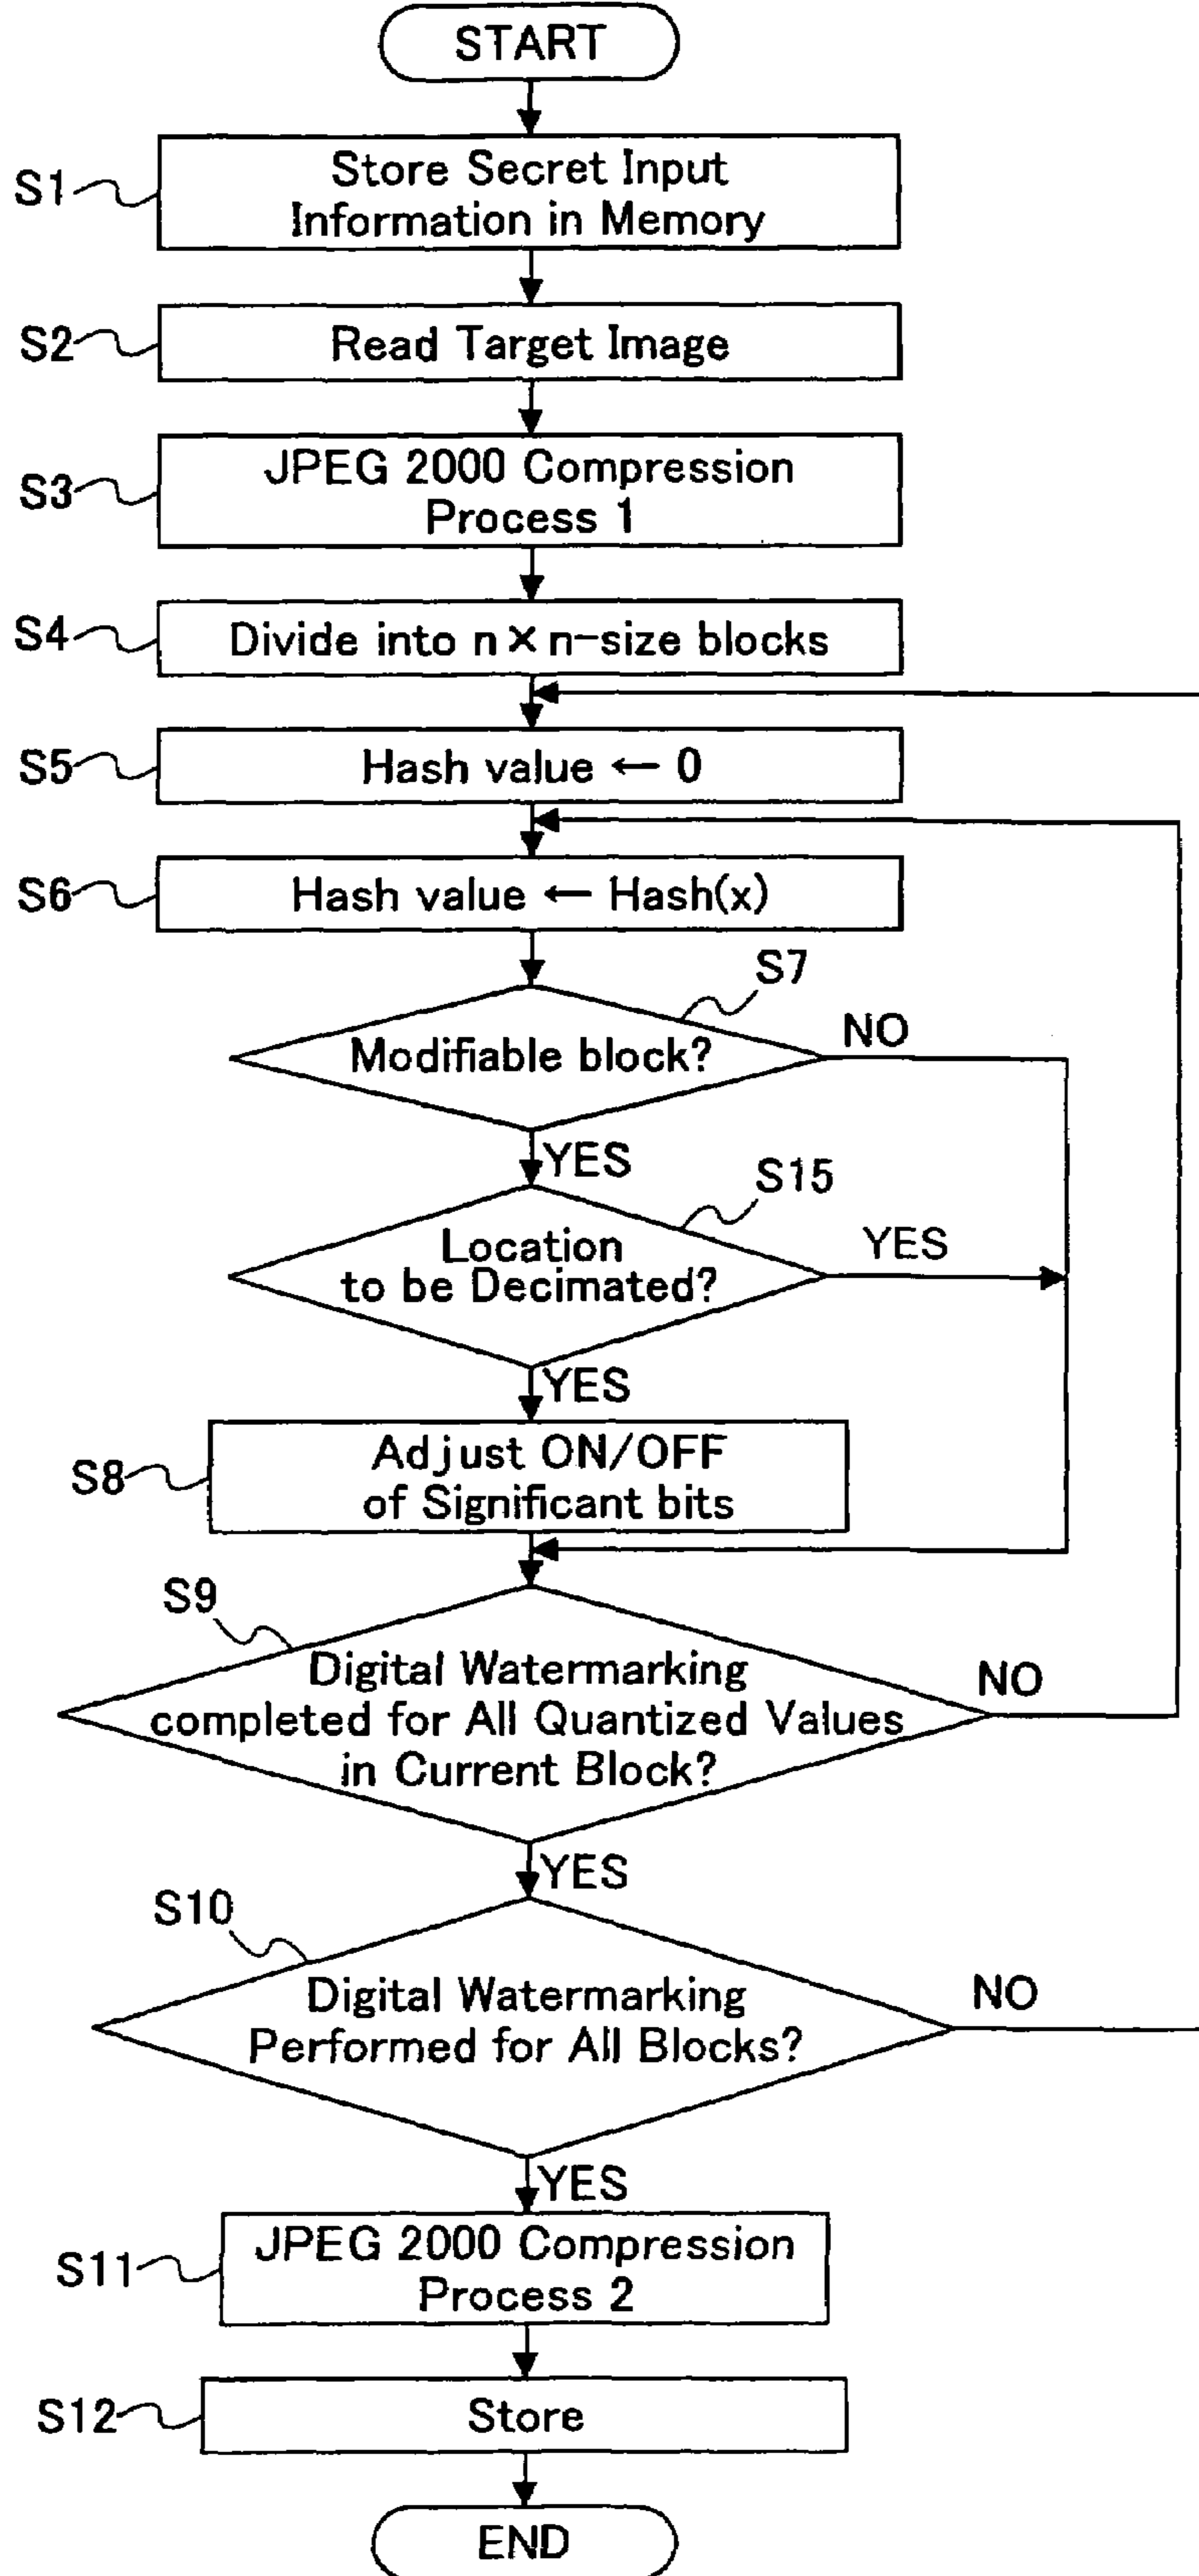 START
S1
Store Secret Input
Information in Memory
S2
Read Target Image
S3
JPEG 2000 Compression
Process 1
S4
Divide into n×n-size blocks
S5
Hash value ← 0
S6
Hash value ← Hash(x)
S7
Modifiable block?
NO
YES
S15
Location
to be Decimated?
YES
YES
S8
Adjust ON/OFF
of Significant bits
S9
Digital Watermarking
completed for All Quantized Values
in Current Block?
NO
YES
S10
Digital Watermarking
Performed for All Blocks?
NO
YES
S11
JPEG 2000 Compression
Process 2
S12
Store
END